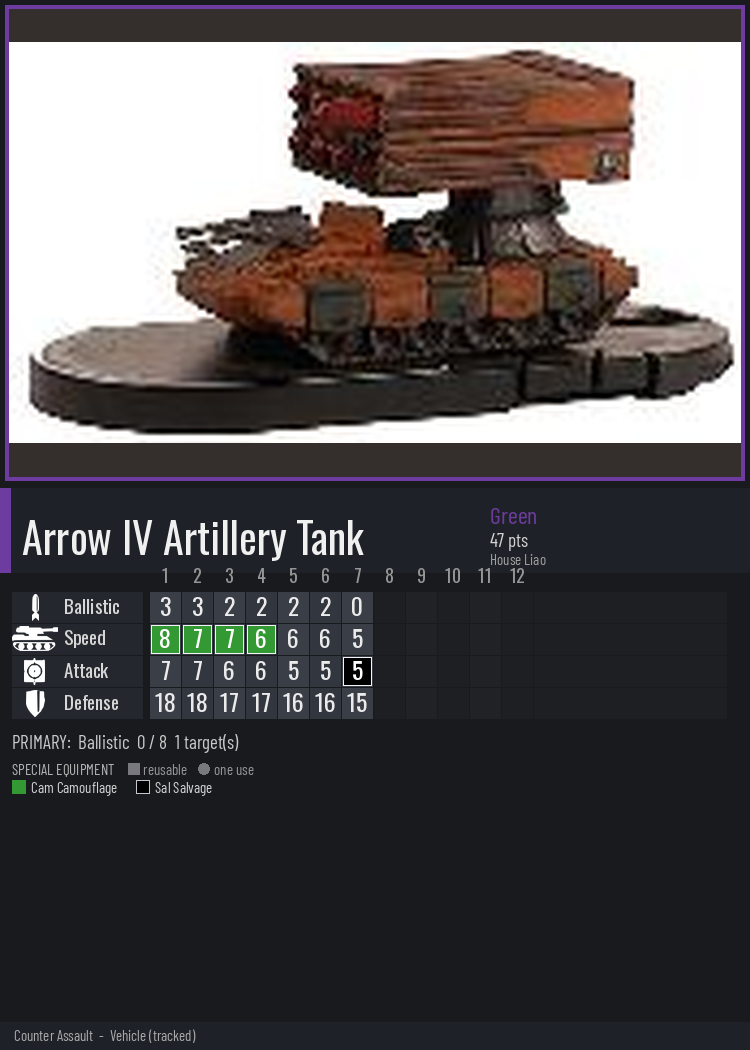 Arrow IV Artillery Tank
Green
47 pts
House Liao
1 2 3 4 5 6 7 8 9 10 11 12
Ballistic 3 3 2 2 2 2 0
Speed 8 7 7 6 6 6 5
Attack 7 7 6 6 5 5 5
Defense 18 18 17 17 16 16 15
PRIMARY: Ballistic 0 / 8 1 target(s)
SPECIAL EQUIPMENT reusable one use
Cam Camouflage Sal Salvage
Counter Assault - Vehicle (tracked)